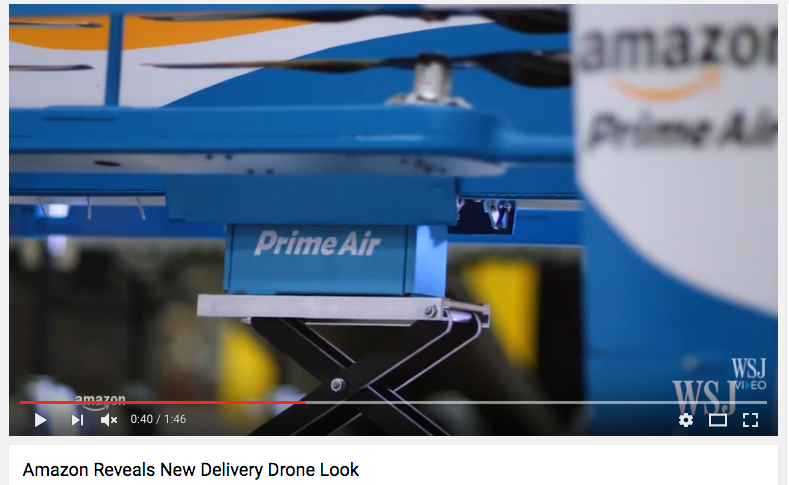 amazon
Prime Air
Prime Air
WSJ
VIDEO
WSJ
amazon
0:40 / 1:46
Amazon Reveals New Delivery Drone Look